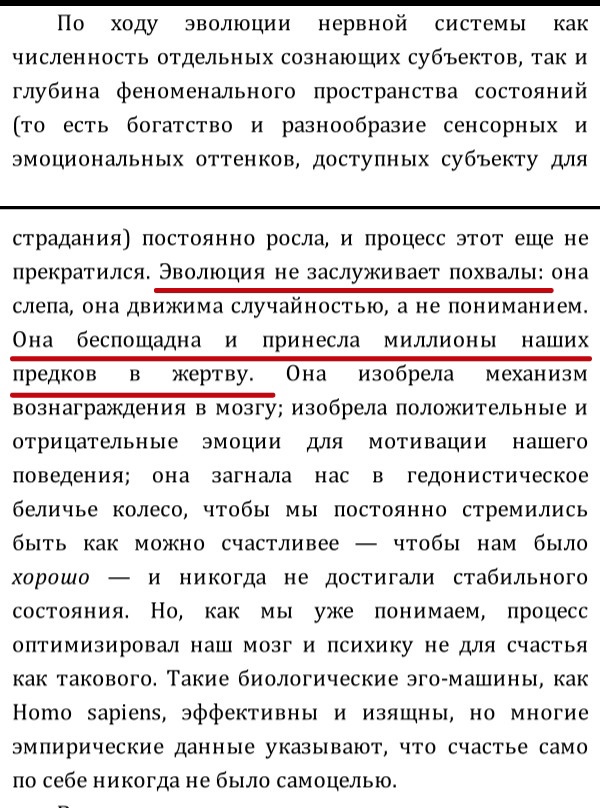 По ходу эволюции нервной системы как
численность отдельных сознающих субъектов, так и
глубина феноменального пространства состояний
(то есть богатство и разнообразие сенсорных и
эмоциональных оттенков, доступных субъекту для
страдания) постоянно росла, и процесс этот еще не
прекратился. Эволюция не заслуживает похвалы: она
слепа, она движима случайностью, а не пониманием.
Она беспощадна и принесла миллионы наших
предков в жертву. Она изобрела механизм
вознаграждения в мозгу; изобрела положительные и
отрицательные эмоции для мотивации нашего
поведения; она загнала нас в гедонистическое
беличье колесо, чтобы мы постоянно стремились
быть как можно счастливее — чтобы нам было
хорошо — и никогда не достигали стабильного
состояния. Но, как мы уже понимаем, процесс
оптимизировал наш мозг и психику не для счастья
как такового. Такие биологические эго-машины, как
Homo sapiens, эффективны и изящны, но многие
эмпирические данные указывают, что счастье само
по себе никогда не было самоцелью.